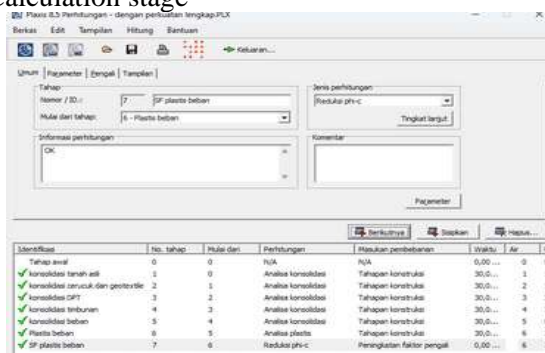 calculation stage
Plaxis 8.5 Perhitungan - dengan perkuatan lengkap.PLX
Berkas Edit Tampilan Hitung Bantuan
Keluaran...
Umum Parameter Pengali Tampilan
Tahap
Nomor / ID.: 7 SF plastis beban
Mulai dari tahap: 6 - Plastis beban
Jenis perhitungan
Reduksi phi-c
Tingkat lanjut
Informasi perhitungan
OK
Komentar
Parameter
Berikutnya Sisipkan Hapus...
Identifikasi No. tahap Mulai dari Perhitungan Masukan pembebanan Waktu Air
Tahap awal 0 0 N/A N/A 0,00 ... 0
konsolidasi tanah asli 1 0 Analisa konsolidasi Tahapan konstruksi 30,0... 1
konsolidasi zerucuk dan geotextile 2 1 Analisa konsolidasi Tahapan konstruksi 30,0... 2
konsolidasi DPT 3 2 Analisa konsolidasi Tahapan konstruksi 30,0... 3
konsolidasi timbunan 4 3 Analisa konsolidasi Tahapan konstruksi 30,0... 4
konsolidasi beban 5 4 Analisa konsolidasi Tahapan konstruksi 30,0... 5
Plastis beban 6 5 Analisa plastis Tahapan konstruksi 30,0... 6
SF plastis beban 7 6 Reduksi phi-c Peningkatan faktor pengali 0,00 ... 6